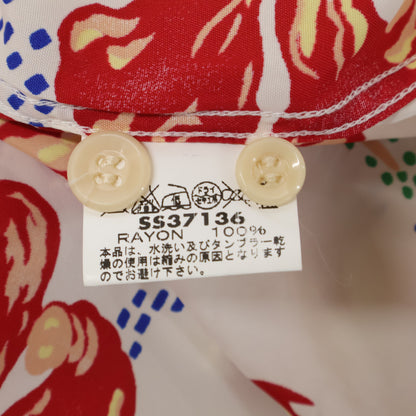 SS37136
RAYON 100%
本品は、水洗い及びタンブラー乾
燥の使用は縮みの原因となります
のでお避け下さい。